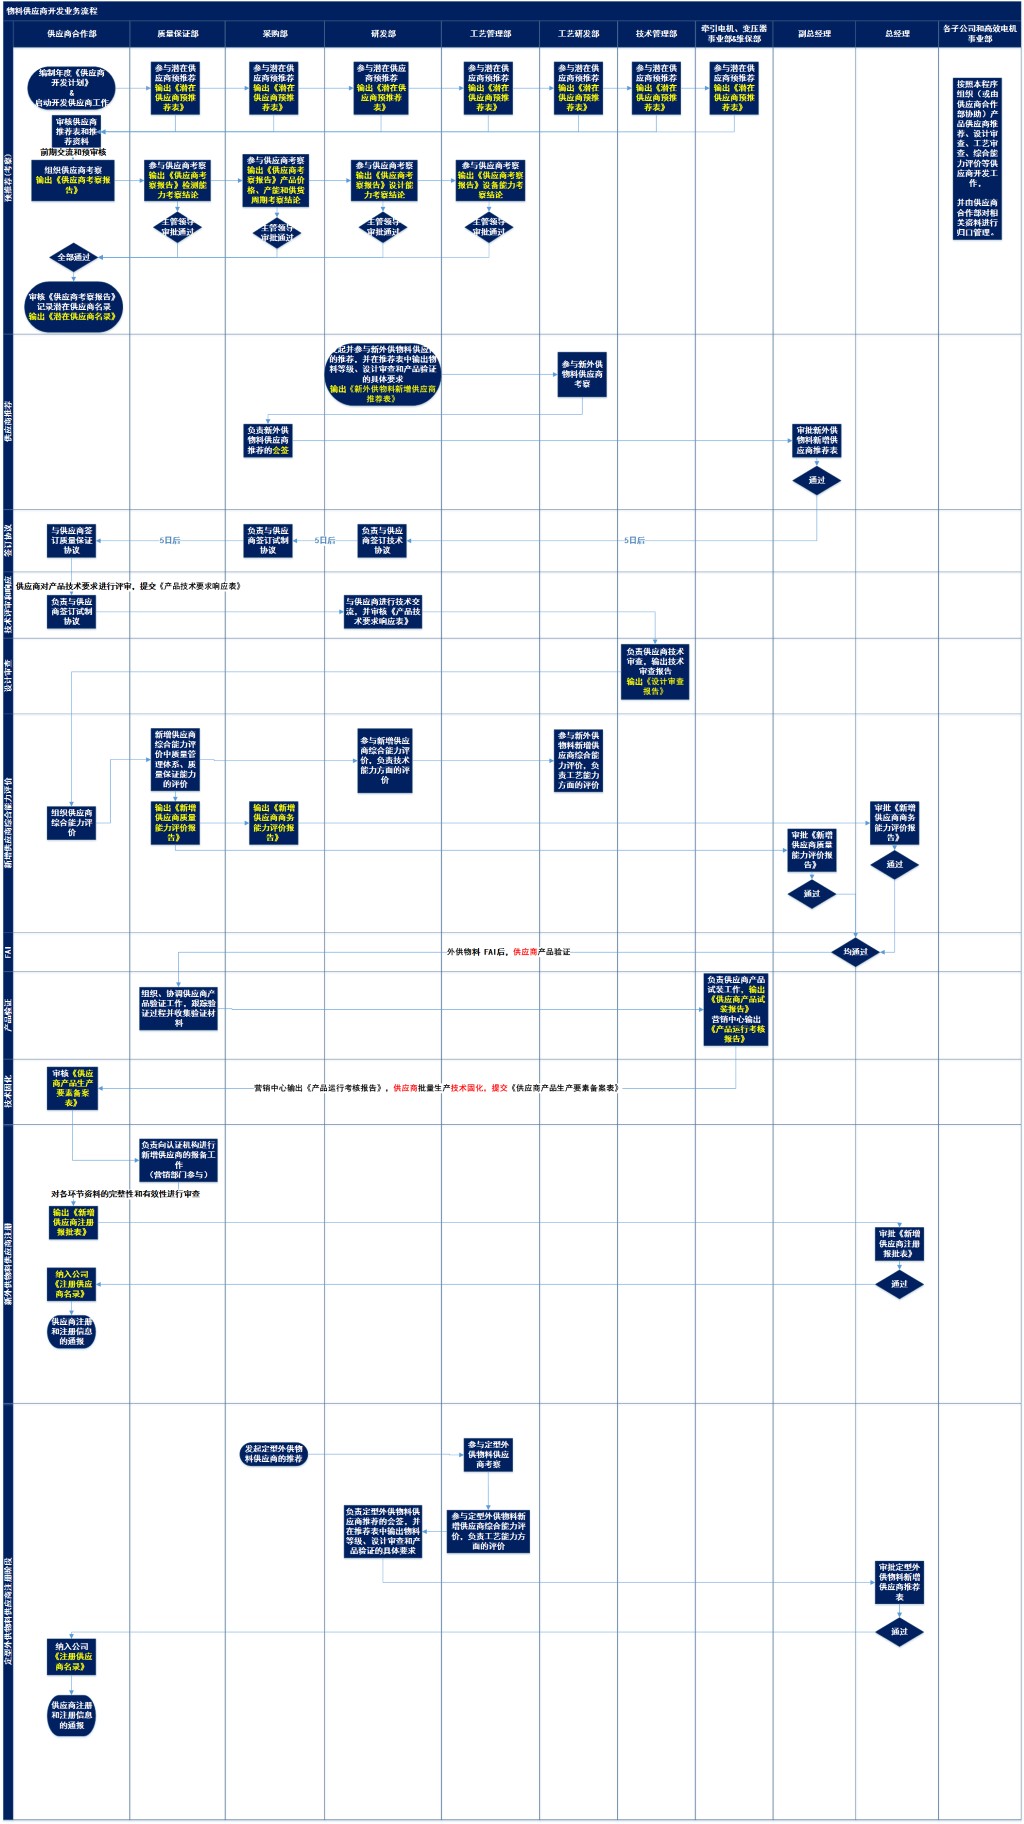 物料供应商开发业务流程
供应商合作部
质量保证部
采购部
研发部
工艺管理部
工艺研发部
技术管理部
牵引电机、变压器
事业部&维保部
副总经理
总经理
各子公司和高效电机
事业部
预推荐(考察)
编制年度《供应商
开发计划》
&
启动开发供应商工作
参与潜在供
应商预推荐
输出《潜在
供应商预推
荐表》
参与潜在供
应商预推荐
输出《潜在
供应商预推
荐表》
参与潜在供应
商预推荐
输出《潜在供
应商预推荐
表》
参与潜在供
应商预推荐
输出《潜在
供应商预推
荐表》
参与潜在供
应商预推荐
输出《潜在
供应商预推
荐表》
参与潜在供
应商预推荐
输出《潜在
供应商预推
荐表》
参与潜在供
应商预推荐
输出《潜在
供应商预推
荐表》
按照本程序
组织（或由
供应商合作
部协助）产
品供应商推
荐、设计审
查、工艺审
查、综合能
力评价等供
应商开发工
作。
并由供应商
合作部对相
关资料进行
归口管理。
审核供应商
推荐表和推
荐资料
前期交流和预审核
组织供应商考察
输出《供应商考察报
告》
参与供应商考察
输出《供应商考
察报告》检测能
力考察结论
参与供应商考察
输出《供应商考
察报告》产品价
格、产能和供货
周期考察结论
参与供应商考察
输出《供应商考
察报告》设计能
力考察结论
参与供应商考察
输出《供应商考察
报告》设备能力考
察结论
主管领导
审批通过
主管领导
审批通过
主管领导
审批通过
主管领导
审批通过
全部通过
审核《供应商考察报告》
记录潜在供应商名录
输出《潜在供应商名录》
供应商推荐
发起并参与新外供物料供应商
的推荐，并在推荐表中输出物
料等级、设计审查和产品验证
的具体要求
输出《新外供物料新增供应商
推荐表》
参与新外供
物料供应商
考察
负责新外供
物料供应商
推荐的会签
审批新外供
物料新增供
应商推荐表
通过
签订协议
与供应商签
订质量保证
协议
5日后
负责与供应
商签订试制
协议
5日后
负责与供应
商签订技术
协议
5日后
技术评审和响应
供应商对产品技术要求进行评审，提交《产品技术要求响应表》
负责与供应
商签订试制
协议
与供应商进行技术交
流，并审核《产品技
术要求响应表》
设计审查
负责供应商技术
审查，输出技术
审查报告
输出《设计审查
报告》
新增供应商综合能力评价
组织供应商
综合能力评
价
新增供应商
综合能力评
价中质量管
理体系、质
量保证能力
的评价
参与新增供应
商综合能力评
价，负责技术
能力方面的评
价
参与新外供
物料新增供
应商综合能
力评价，负
责工艺能力
方面的评价
输出《新增
供应商质量
能力评价报
告》
输出《新增
供应商商务
能力评价报
告》
审批《新增
供应商质量
能力评价报
告》
通过
审批《新增
供应商商务
能力评价报
告》
通过
FAI
外供物料 FAI后，供应商产品验证
均通过
产品验证
组织、协调供应商产
品验证工作，跟踪验
证过程并收集验证材
料
负责供应商产品
试装工作，输出
《供应商产品试
装报告》
营销中心输出
《产品运行考核
报告》
技术固化
审核《供应
商产品生产
要素备案
表》
营销中心输出《产品运行考核报告》，供应商批量生产技术固化，提交《供应商产品生产要素备案表》
新外供物料供应商注册
负责向认证机构进行
新增供应商的报备工
作
（营销部门参与）
对各环节资料的完整性和有效性进行审查
输出《新增
供应商注册
报批表》
审批《新增
供应商注册
报批表》
通过
纳入公司
《注册供应
商名录》
供应商注册
和注册信息
的通报
定型外供物料供应商注册阶段
发起定型外供物
料供应商的推荐
参与定型外
供物料供应
商考察
参与定型外供物料新
增供应商综合能力评
价，负责工艺能力方
面的评价
负责定型外供物料供
应商推荐的会签，并
在推荐表中输出物料
等级、设计审查和产
品验证的具体要求
审批定型外
供物料新增
供应商推荐
表
通过
纳入公司
《注册供应
商名录》
供应商注册
和注册信息
的通报